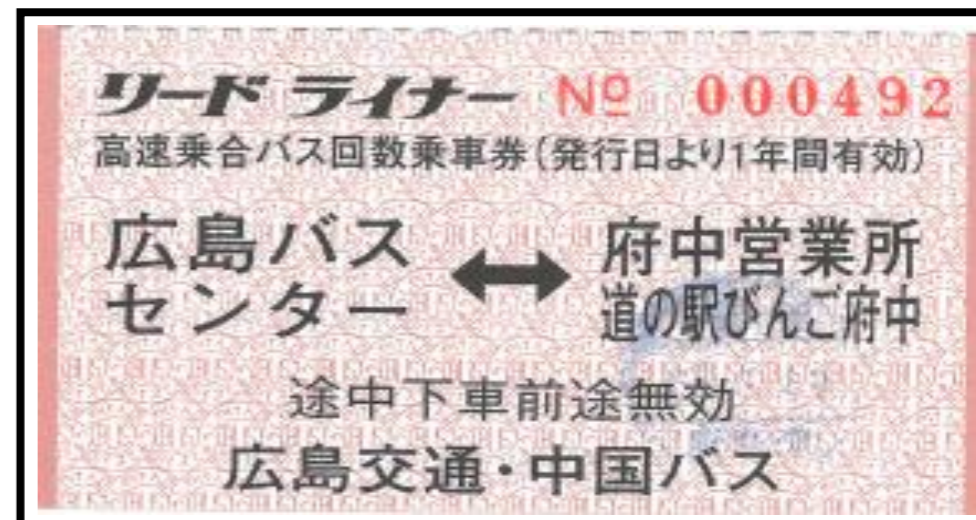 リードライナー № 000492
高速乗合バス回数乗車券(発行日より1年間有効)
広島バスセンター ↔ 府中営業所
道の駅びんご府中
途中下車前途無効
広島交通・中国バス